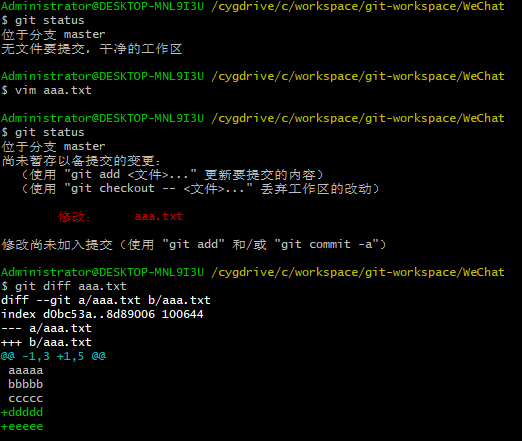 Administrator@DESKTOP-MNL9I3U /cygdrive/c/workspace/git-workspace/WeChat
$ git status
位于分支 master
无文件要提交，干净的工作区
Administrator@DESKTOP-MNL9I3U /cygdrive/c/workspace/git-workspace/WeChat
$ vim aaa.txt
Administrator@DESKTOP-MNL9I3U /cygdrive/c/workspace/git-workspace/WeChat
$ git status
位于分支 master
尚未暂存以备提交的变更：
（使用 "git add <文件>..." 更新要提交的内容）
（使用 "git checkout -- <文件>..." 丢弃工作区的改动）
修改：     aaa.txt
修改尚未加入提交（使用 "git add" 和/或 "git commit -a"）
Administrator@DESKTOP-MNL9I3U /cygdrive/c/workspace/git-workspace/WeChat
$ git diff aaa.txt
diff --git a/aaa.txt b/aaa.txt
index d0bc53a..8d89006 100644
--- a/aaa.txt
+++ b/aaa.txt
@@ -1,3 +1,5 @@
aaaaa
bbbbb
ccccc
+ddddd
+eeeee